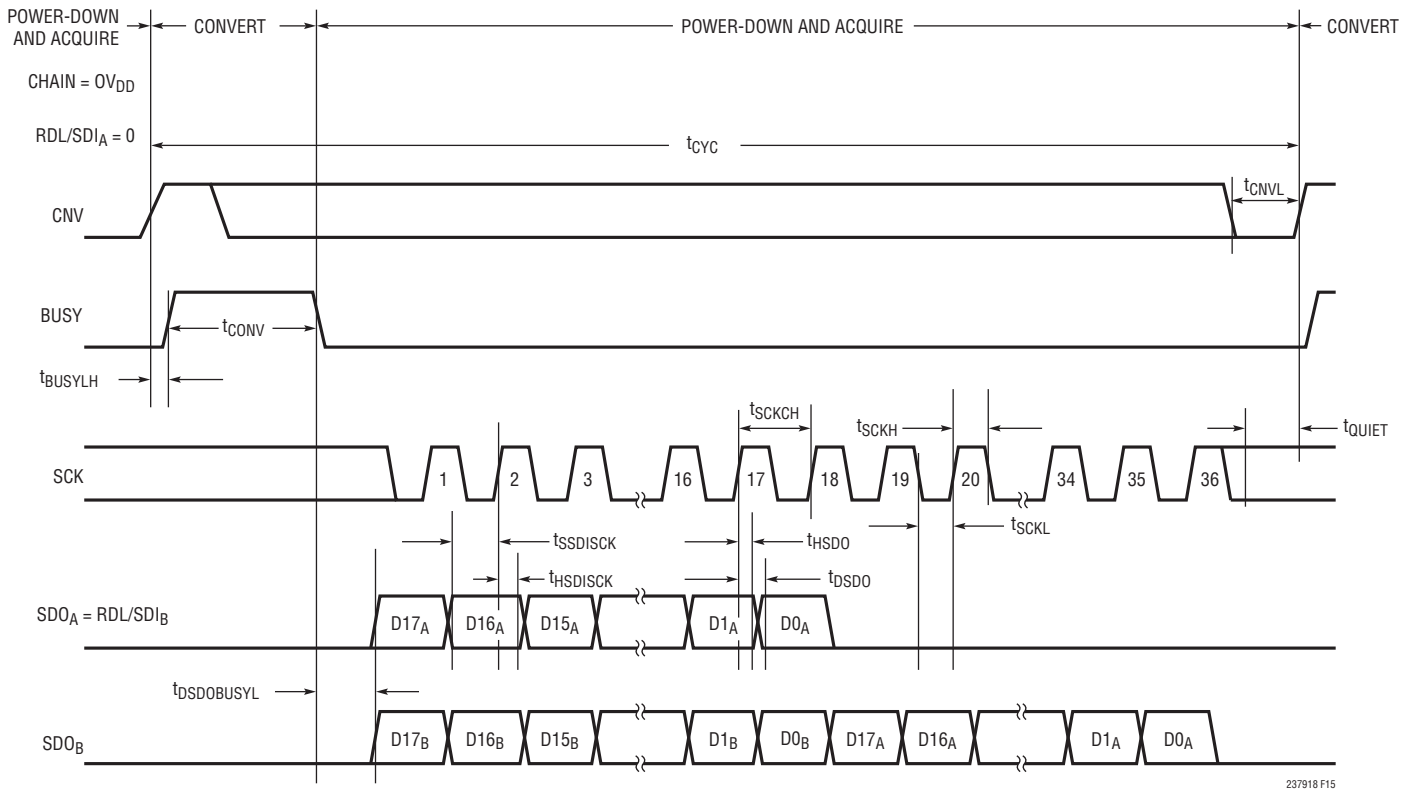 POWER-DOWN
AND ACQUIRE
CONVERT
POWER-DOWN AND ACQUIRE
CONVERT
CHAIN = OVDD
RDL/SDIA = 0
tCYC
CNV
tCNVL
BUSY
tCONV
tBUSYLH
tSCKCH
tSCKH
tQUIET
SCK
1 2 3 16 17 18 19 20 34 35 36
tSSDISCK
tHSDO
tSCKL
tHSDISCK
tDSDO
SDOA = RDL/SDIB
D17A D16A D15A D1A D0A
tDSDOBUSYL
SDOB
D17B D16B D15B D1B D0B D17A D16A D1A D0A
237918 F15